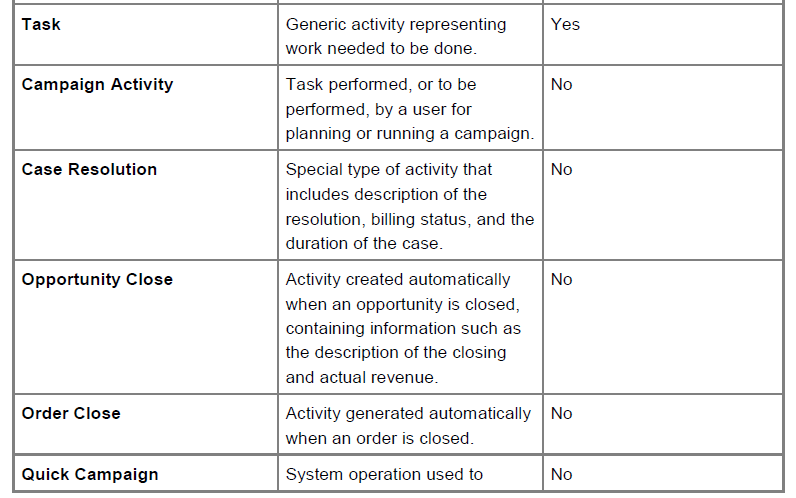 Task Generic activity representing Yes
work needed to be done.
Campaign Activity Task performed, or to be No
performed, by a user for
planning or running a campaign.
Case Resolution Special type of activity that No
includes description of the
resolution, billing status, and the
duration of the case.
Opportunity Close Activity created automatically No
when an opportunity is closed,
containing information such as
the description of the closing
and actual revenue.
Order Close Activity generated automatically No
when an order is closed.
Quick Campaign System operation used to No